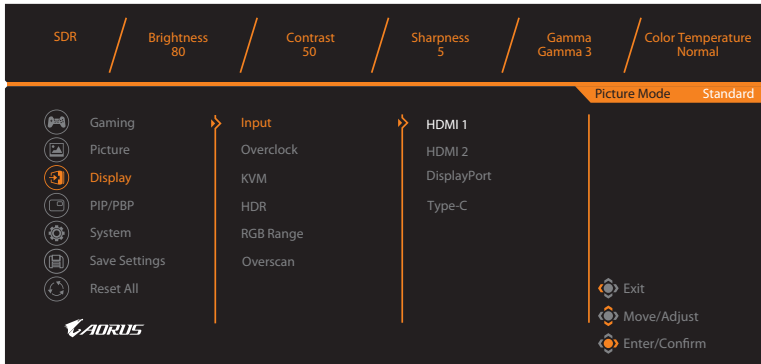 SDR
Brightness
80
Contrast
50
Sharpness
5
Gamma
Gamma 3
Color Temperature
Normal
Picture Mode Standard
Gaming
Picture
Display
PIP/PBP
System
Save Settings
Reset All
Input
Overclock
KVM
HDR
RGB Range
Overscan
HDMI 1
HDMI 2
DisplayPort
Type-C
Exit
Move/Adjust
Enter/Confirm
AORUS